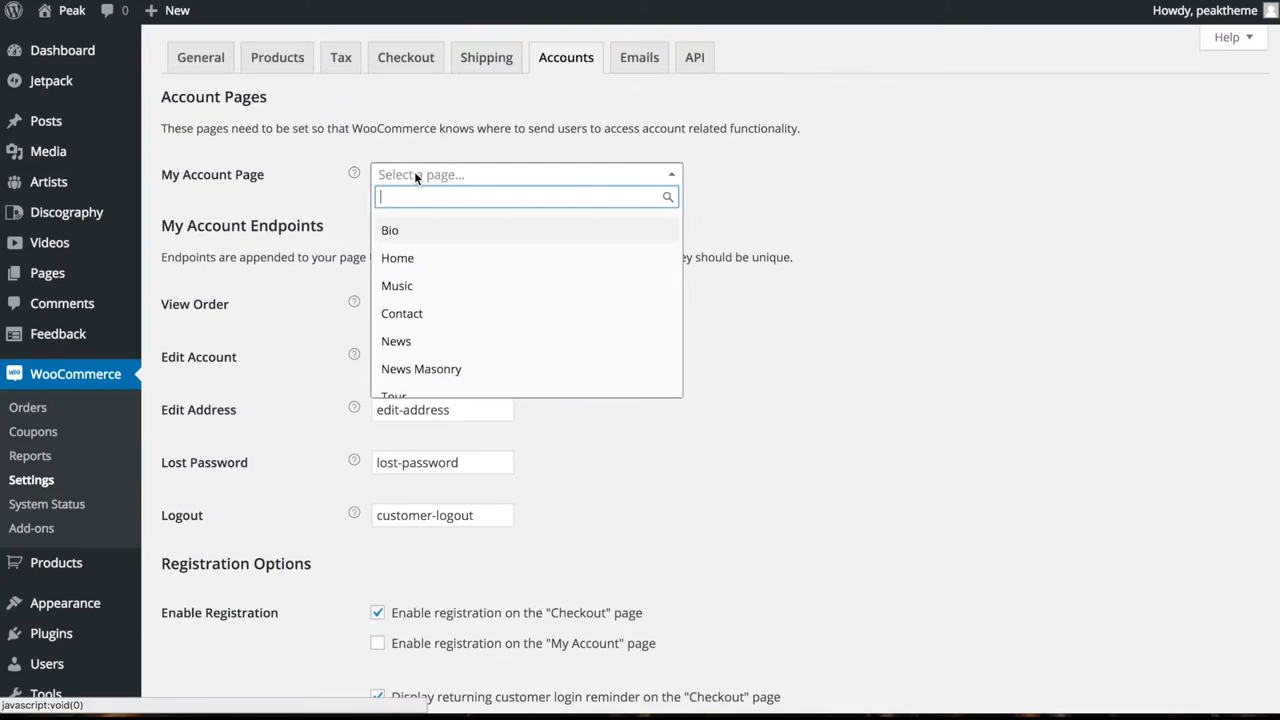 Peak 0 New Howdy, peaktheme
Help
General Products Tax Checkout Shipping Accounts Emails API
Dashboard
Jetpack
Posts
Media
Artists
Discography
Videos
Pages
Comments
Feedback
WooCommerce
Orders
Coupons
Reports
Settings
System Status
Add-ons
Products
Appearance
Plugins
Users
Tools
javascript:void(0)
Account Pages
These pages need to be set so that WooCommerce knows where to send users to access account related functionality.
My Account Page ? Select a page...
Bio
Home
Music
Contact
News
News Masonry
Tour
My Account Endpoints
Endpoints are appended to your page should be unique.
View Order ?
Edit Account ?
Edit Address ? edit-address
Lost Password ? lost-password
Logout ? customer-logout
Registration Options
Enable Registration Enable registration on the "Checkout" page
Enable registration on the "My Account" page
Display returning customer login reminder on the "Checkout" page